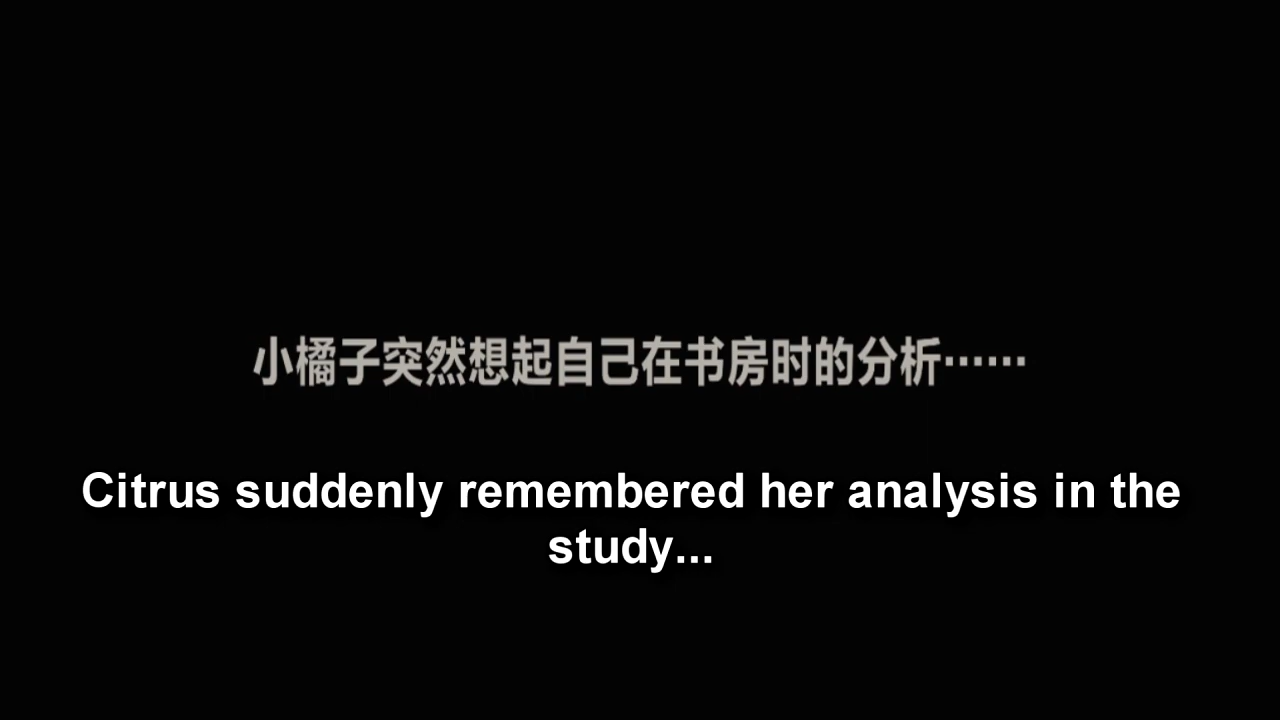 小橘子突然想起自己在书房时的分析……
Citrus suddenly remembered her analysis in the
study...